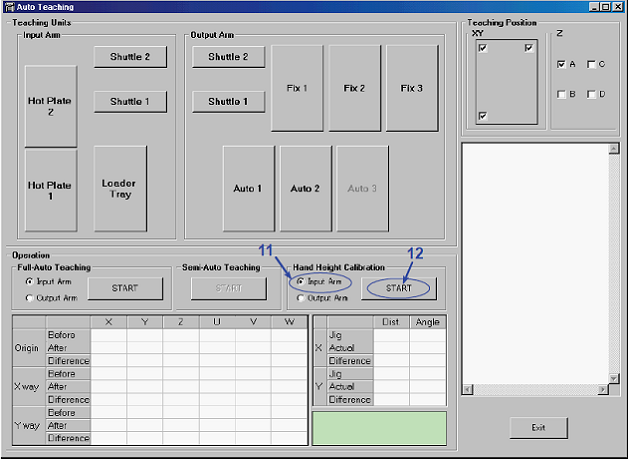 Auto Teaching
Teaching Units
Input Arm
Shuttle 2
Hot Plate
2
Shuttle 1
Hot Plate
1
Loader
Tray
Output Arm
Shuttle 2
Shuttle 1
Fix 1
Fix 2
Fix 3
Auto 1
Auto 2
Auto 3
Teaching Position
XY
Z
A
C
B
D
Operation
Full-Auto Teaching
Input Arm
Output Arm
START
Semi-Auto Teaching
START
11
12
Hand Height Calibration
Input Arm
Output Arm
START
X Y Z U V W
Origin
Before
After
Difference
X way
Before
After
Difference
Y way
Before
After
Difference
Dist. Angle
X
Jig
Actual
Difference
Y
Jig
Actual
Difference
Exit